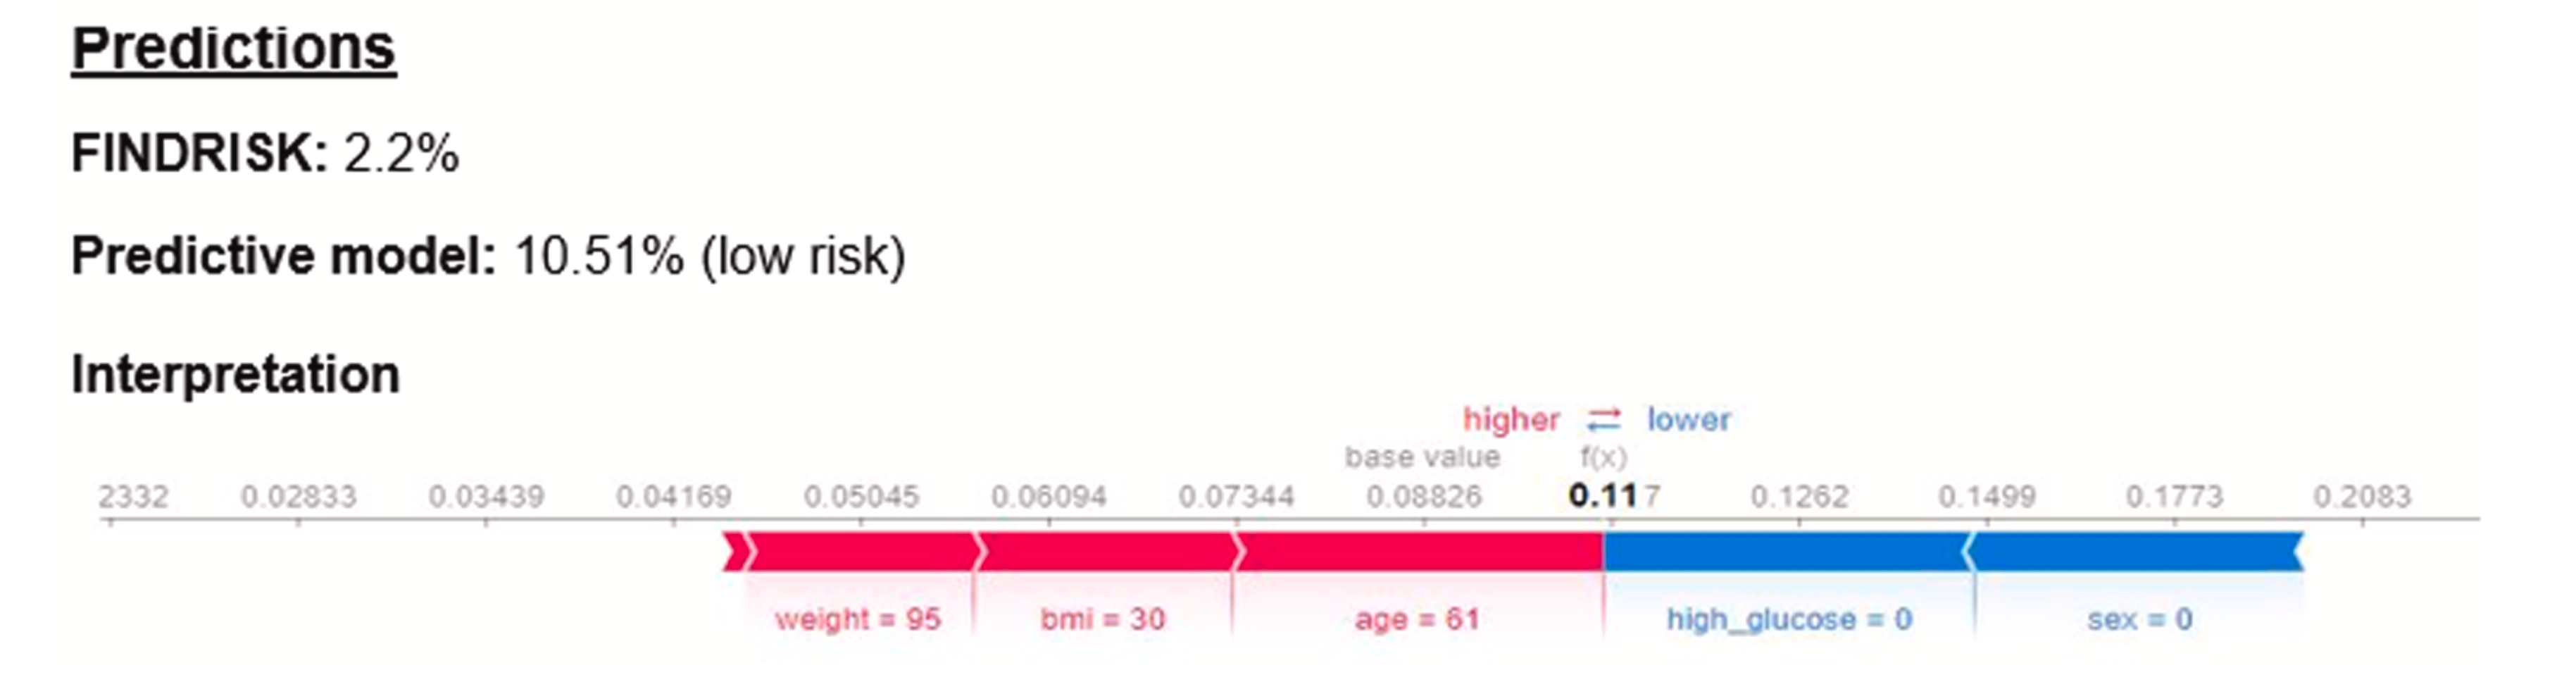 Predictions
FINDRISK: 2.2%
Predictive model: 10.51% (low risk)
Interpretation
higher ⇄ lower
base value f(x)
2332 0.02833 0.03439 0.04169 0.05045 0.06094 0.07344 0.08826 0.117 0.1262 0.1499 0.1773 0.2083
weight = 95 bmi = 30 age = 61 high_glucose = 0 sex = 0